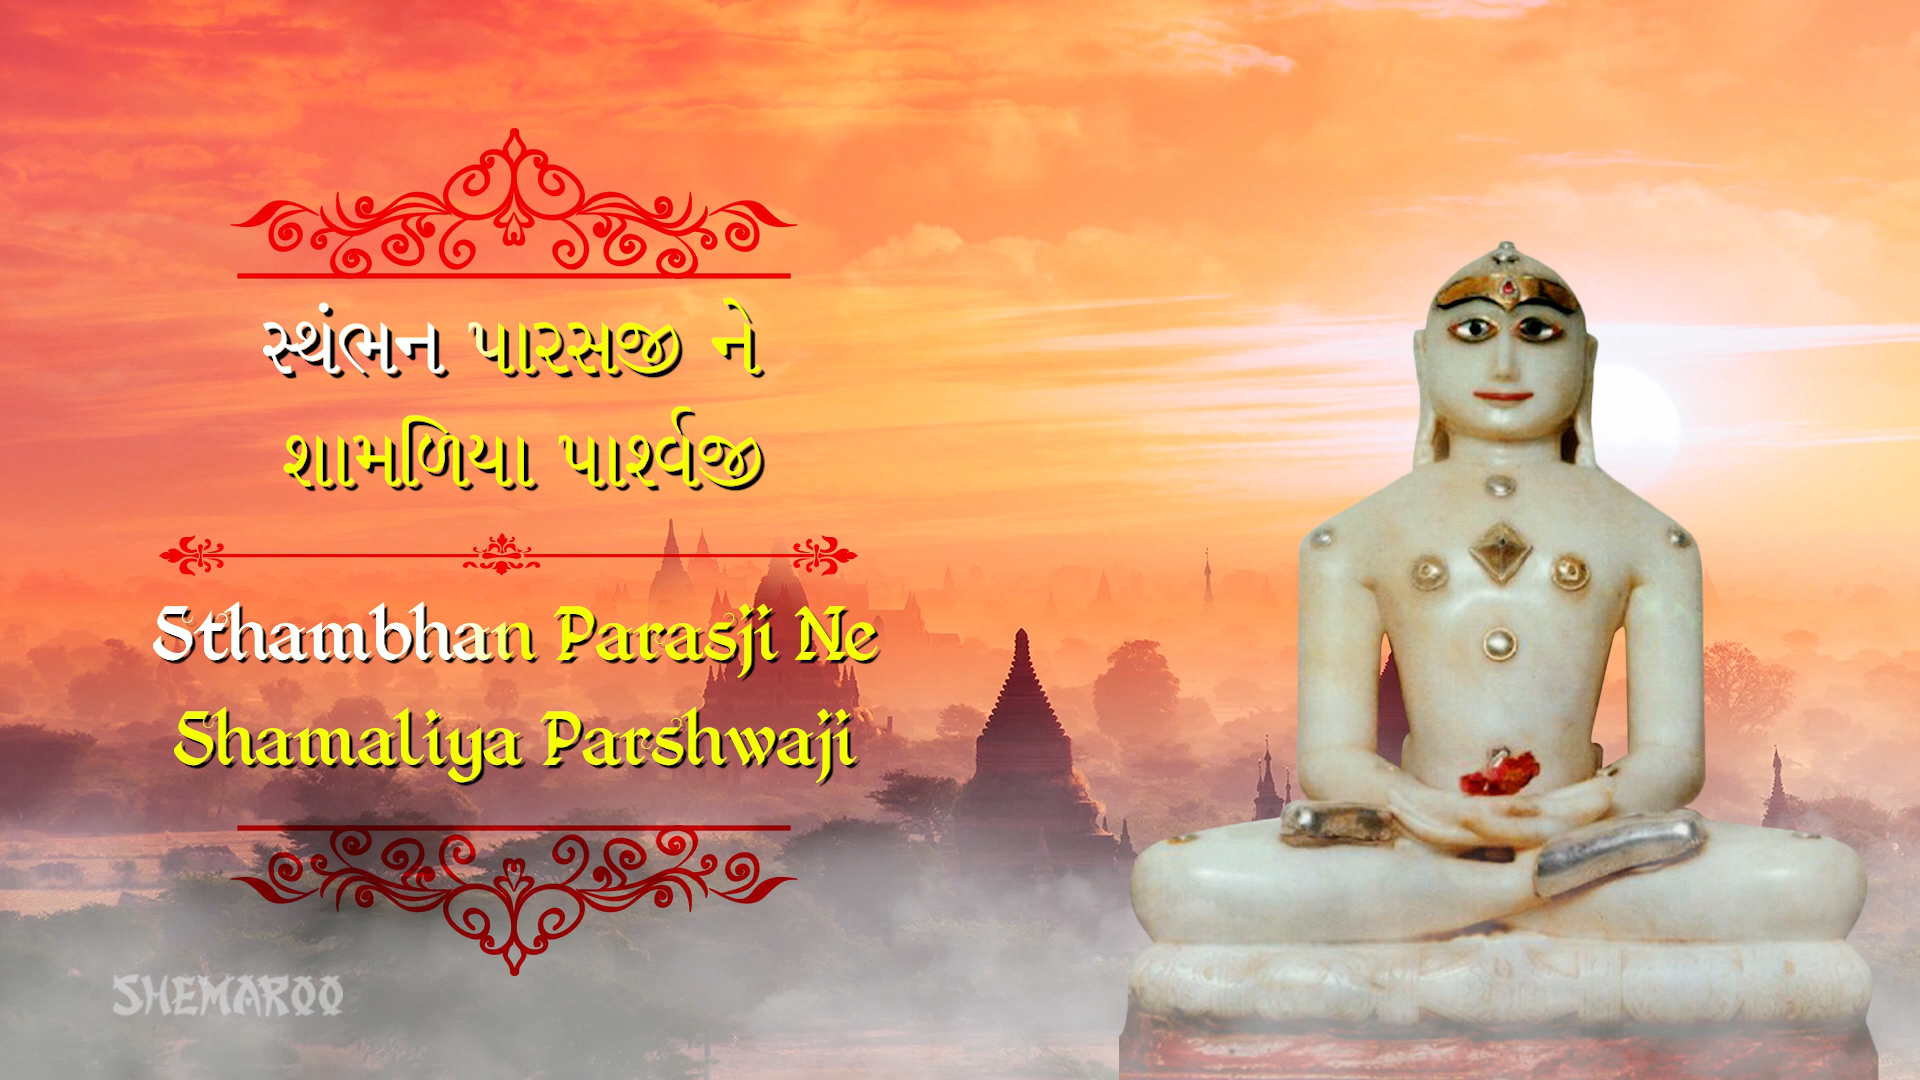 સ્થંભન પારસજી ને
શામળિયા પાર્શ્વજી
Sthambhan Parasji Ne
Shamaliya Parshwaji
SHEMAROO